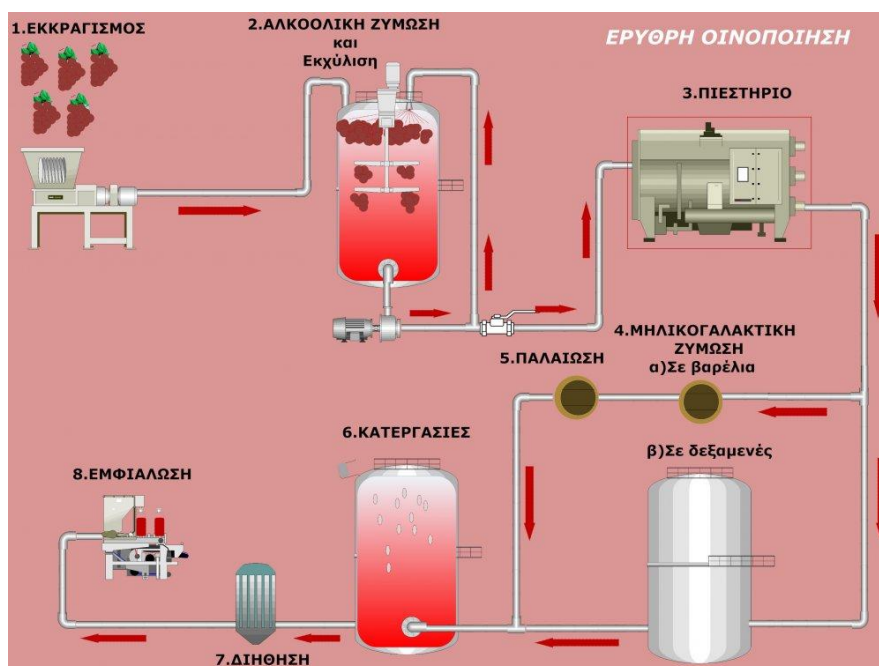 1.ΕΚΚΡΑΓΙΣΜΟΣ
2.ΑΛΚΟΟΛΙΚΗ ΖΥΜΩΣΗ
και
Εκχύλιση
ΕΡΥΘΡΗ ΟΙΝΟΠΟΙΗΣΗ
3.ΠΙΕΣΤΗΡΙΟ
4.ΜΗΛΙΚΟΓΑΛΑΚΤΙΚΗ
ΖΥΜΩΣΗ
α)Σε βαρέλια
5.ΠΑΛΑΙΩΣΗ
β)Σε δεξαμενές
6.ΚΑΤΕΡΓΑΣΙΕΣ
8.ΕΜΦΙΑΛΩΣΗ
7.ΔΙΗΘΗΣΗ